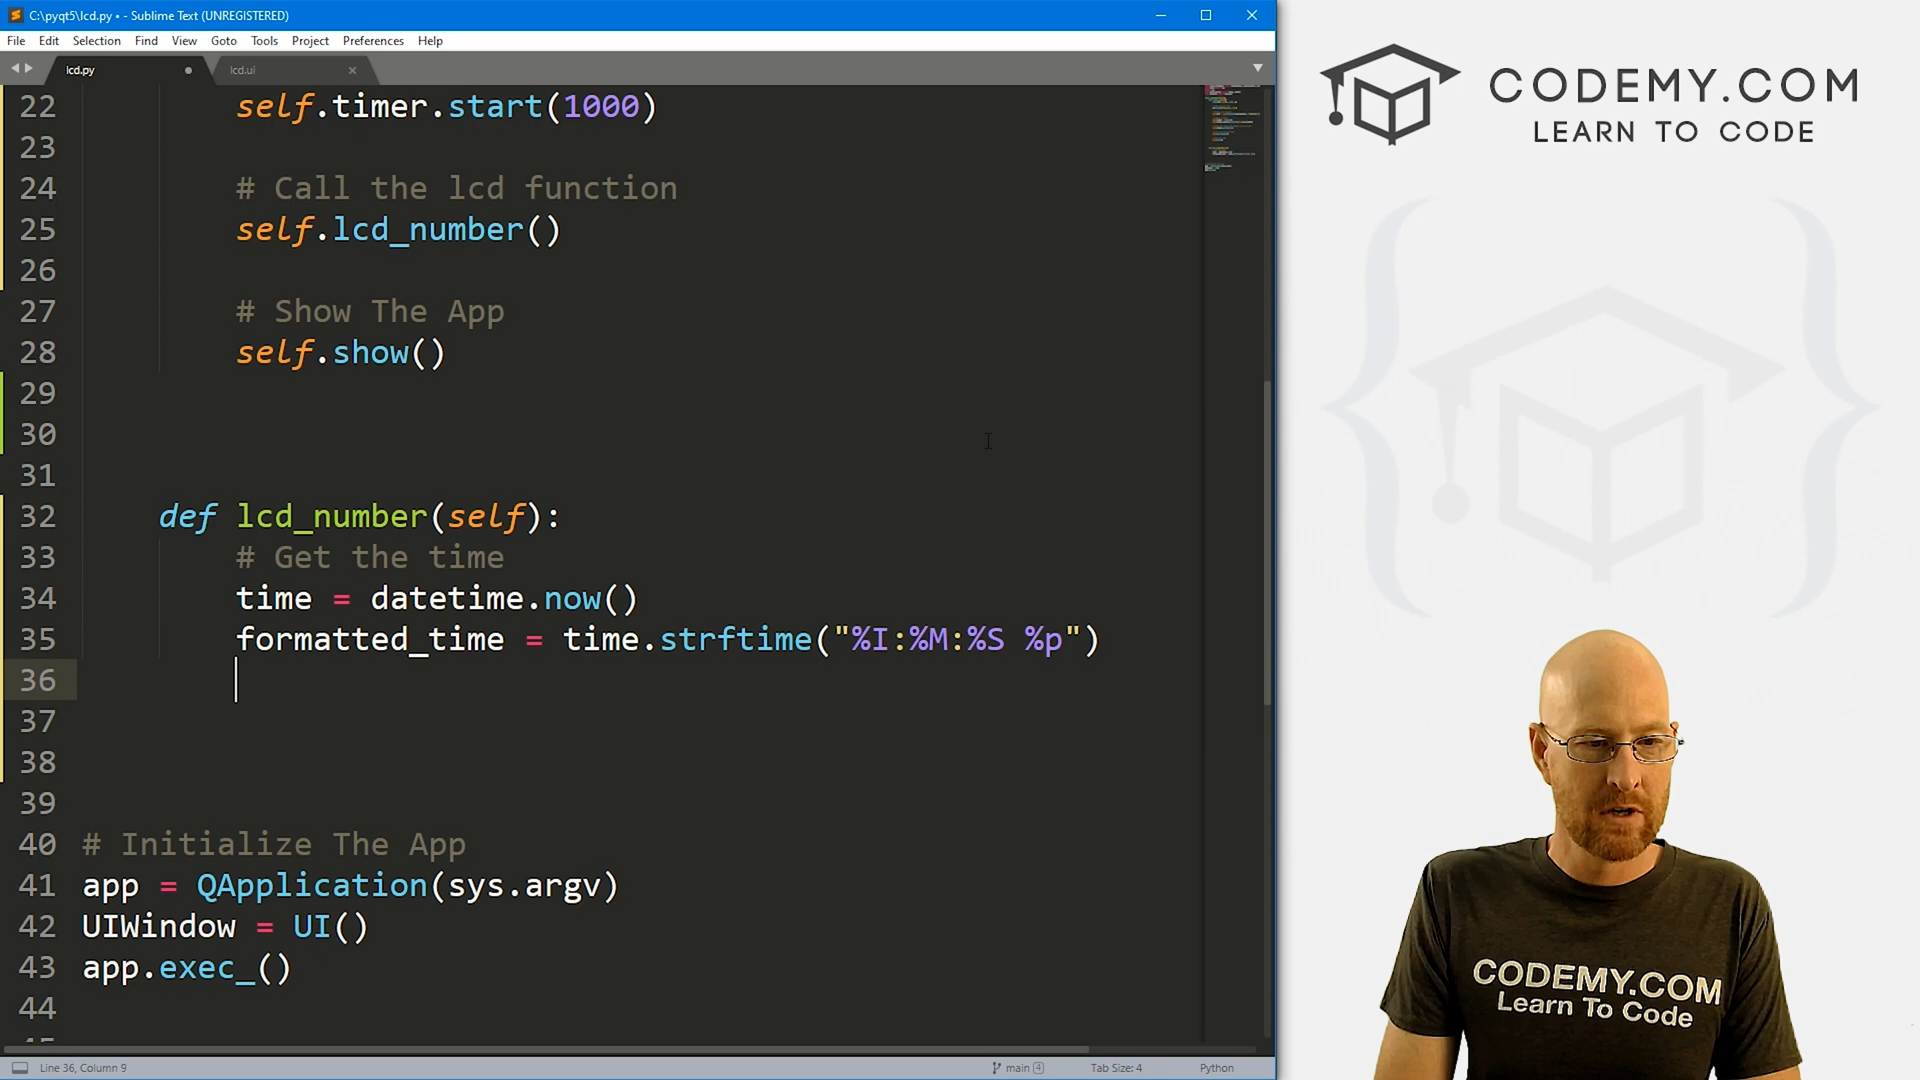 C:\pyqt5\lcd.py • - Sublime Text (UNREGISTERED)
File Edit Selection Find View Goto Tools Project Preferences Help
lcd.py lcd.ui
22 self.timer.start(1000)
23
24 # Call the lcd function
25 self.lcd_number()
26
27 # Show The App
28 self.show()
29
30
31
32 def lcd_number(self):
33 # Get the time
34 time = datetime.now()
35 formatted_time = time.strftime("%I:%M:%S %p")
36
37
38
39
40 # Initialize The App
41 app = QApplication(sys.argv)
42 UIWindow = UI()
43 app.exec_()
44
Line 36, Column 9 main 4 Tab Size: 4 Python
CODEMY.COM
LEARN TO CODE
CODEMY.COM
Learn To Code